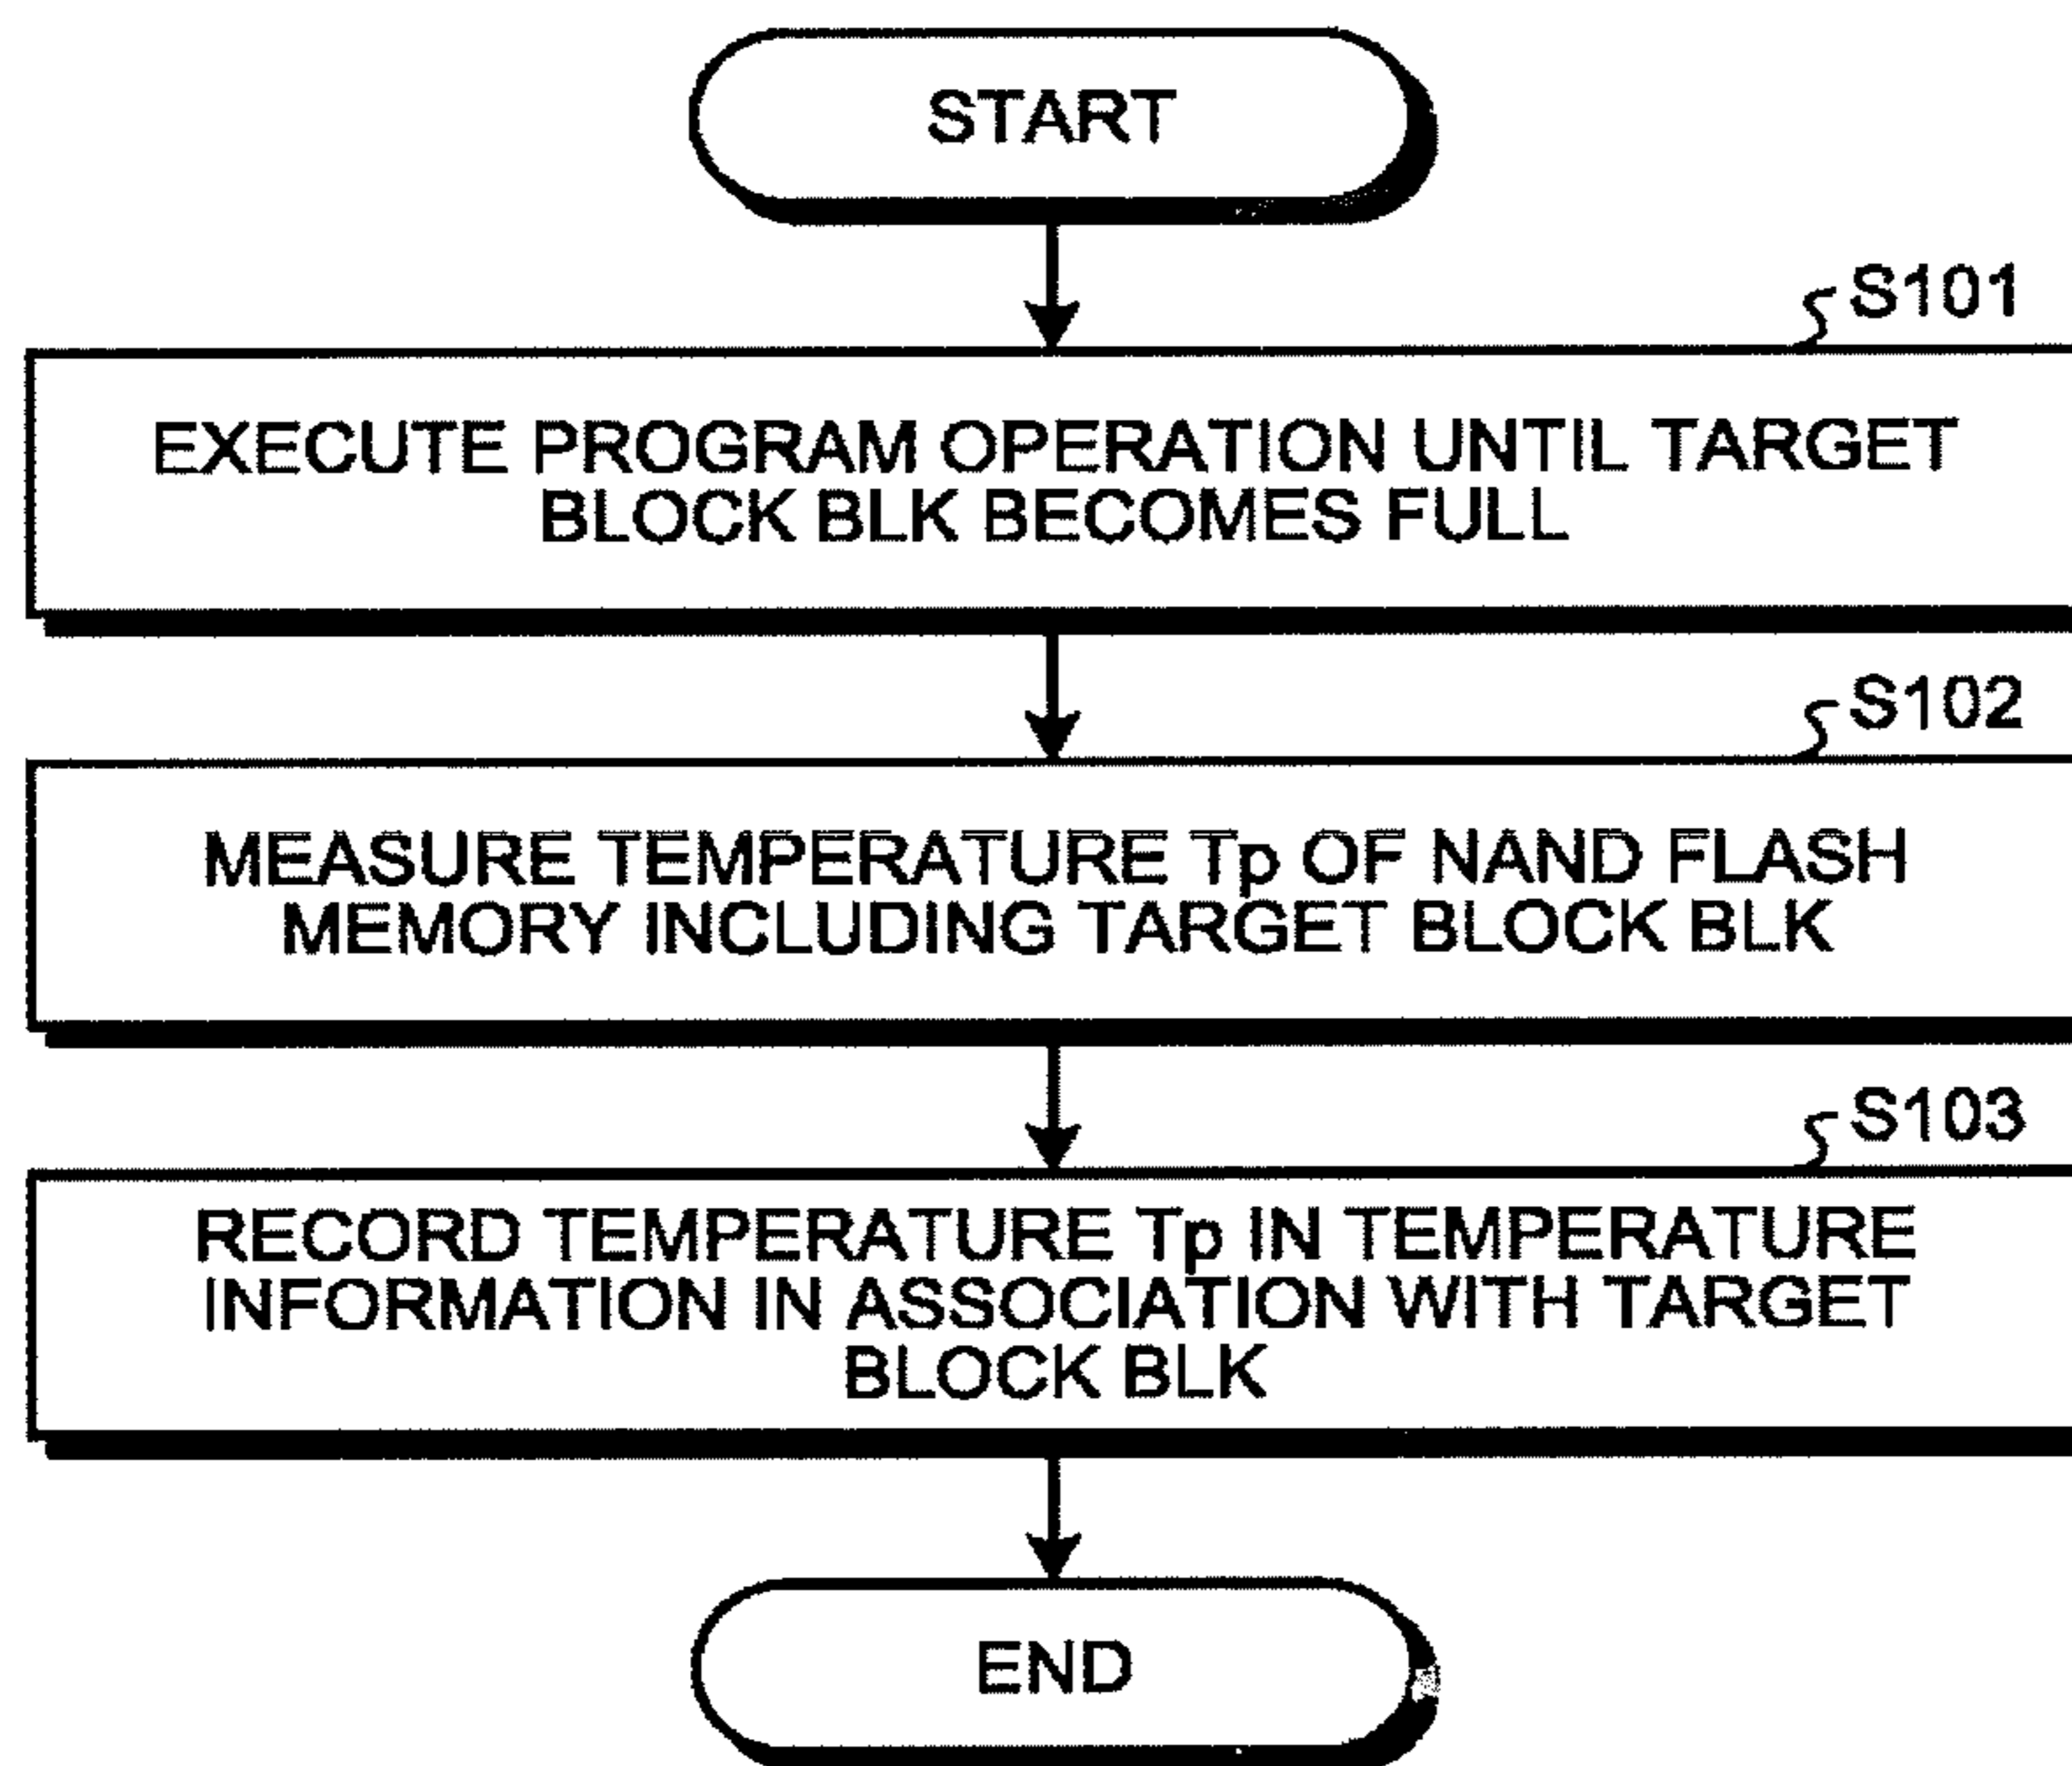 START
S101
EXECUTE PROGRAM OPERATION UNTIL TARGET
BLOCK BLK BECOMES FULL
S102
MEASURE TEMPERATURE Tp OF NAND FLASH
MEMORY INCLUDING TARGET BLOCK BLK
S103
RECORD TEMPERATURE Tp IN TEMPERATURE
INFORMATION IN ASSOCIATION WITH TARGET
BLOCK BLK
END